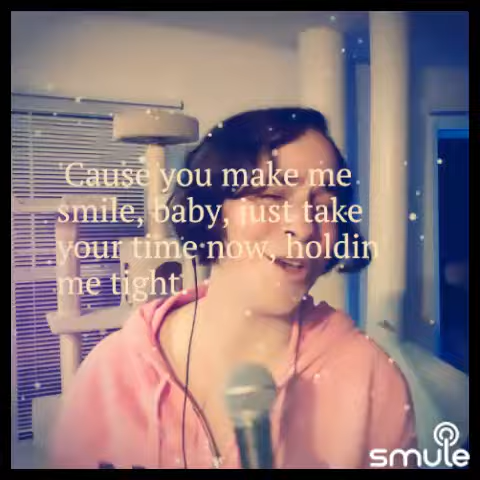 'Cause you make me
smile, baby, just take
your time now, holdin'
me tight.
smule